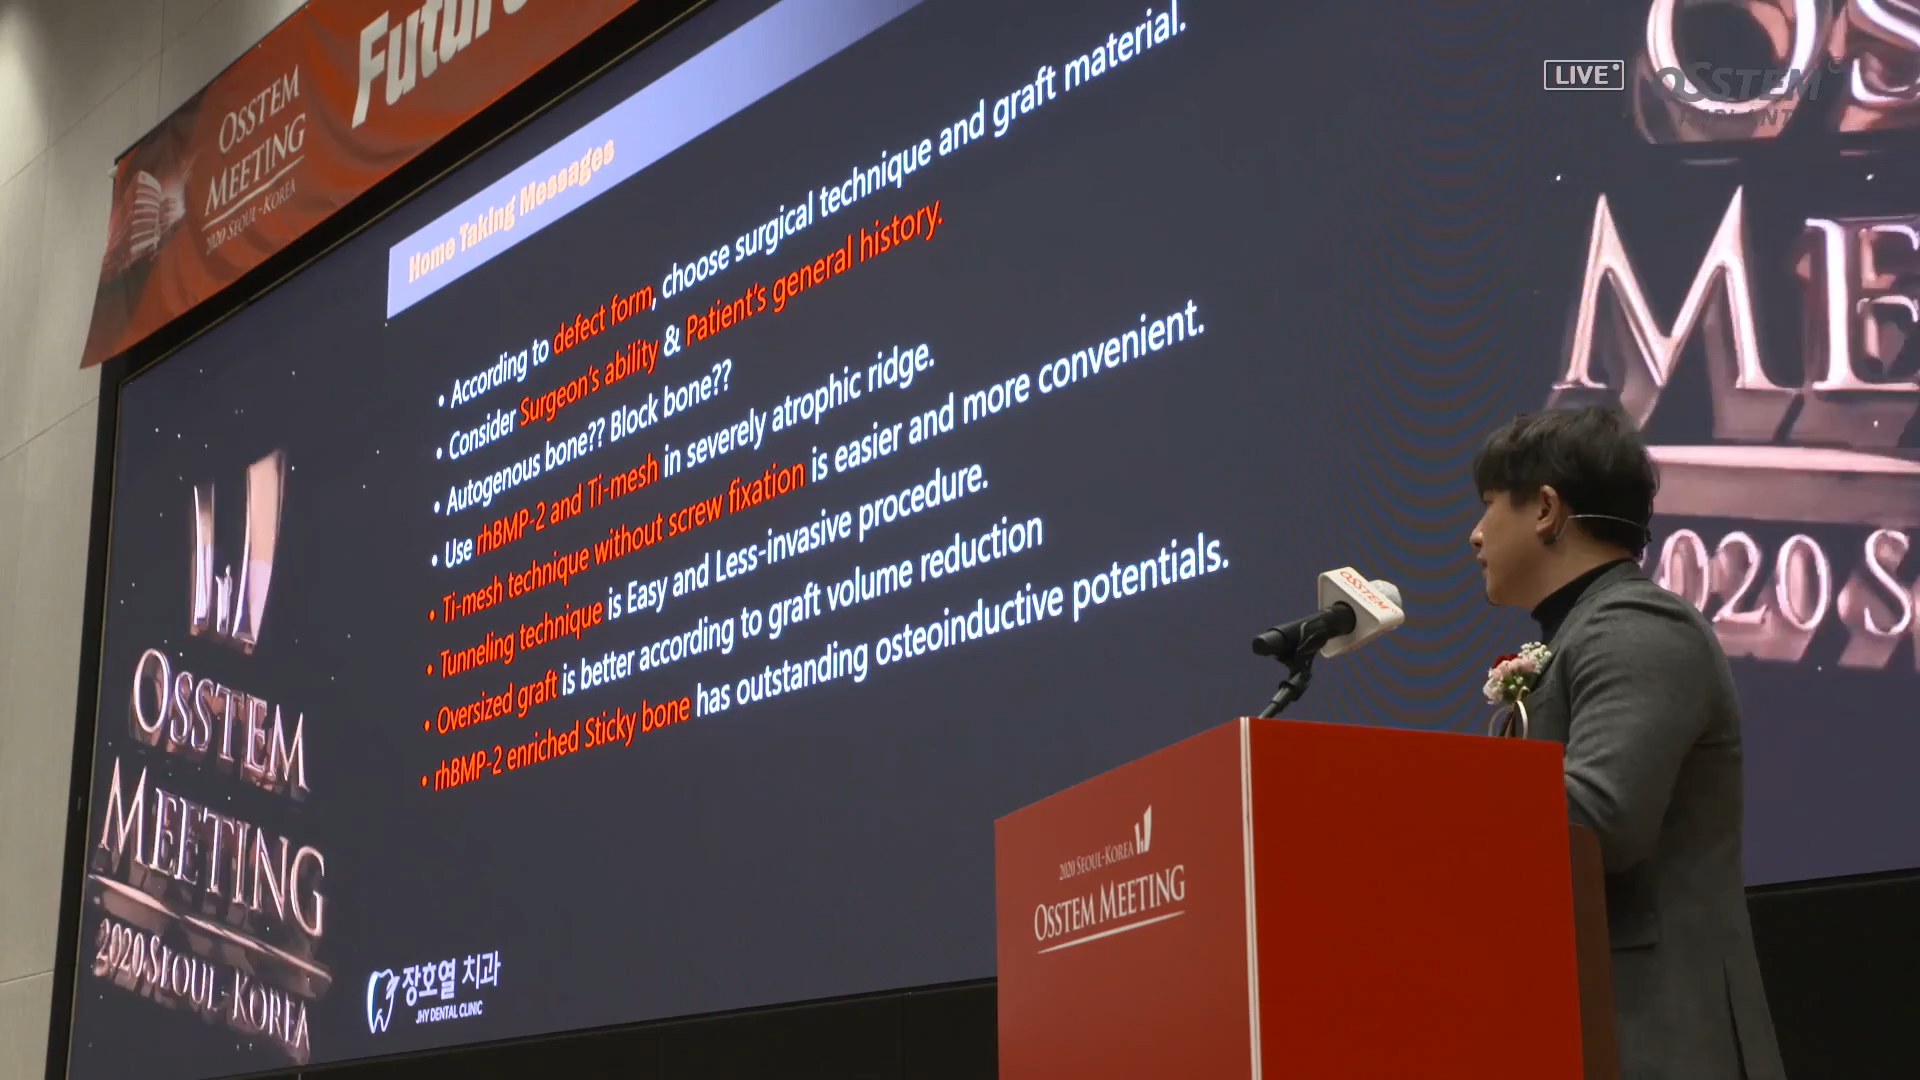 Futur
OSSTEM
MEETING
2020 SEOUL-KOREA
Home Taking Messages
• According to defect form, choose surgical technique and graft material.
• Consider Surgeon's ability & Patient's general history.
• Autogenous bone?? Block bone??
• Use rhBMP-2 and Ti-mesh in severely atrophic ridge.
• Ti-mesh technique without screw fixation is easier and more convenient.
• Tunneling technique is Easy and Less-invasive procedure.
• Oversized graft is better according to graft volume reduction
• rhBMP-2 enriched Sticky bone has outstanding osteoinductive potentials.
OSSTEM
MEETING
2020 SEOUL-KOREA
장호열 치과
JHY DENTAL CLINIC
LIVE
OSSTEM
IMPLANT
OS
ME
2020 S
OSSTEM
2020 SEOUL-KOREA
OSSTEM MEETING